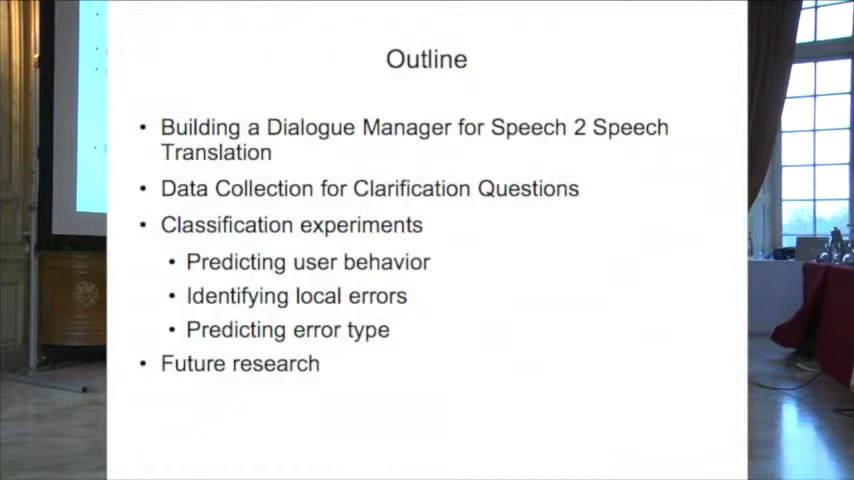 Outline
• Building a Dialogue Manager for Speech 2 Speech
Translation
• Data Collection for Clarification Questions
• Classification experiments
• Predicting user behavior
• Identifying local errors
• Predicting error type
• Future research